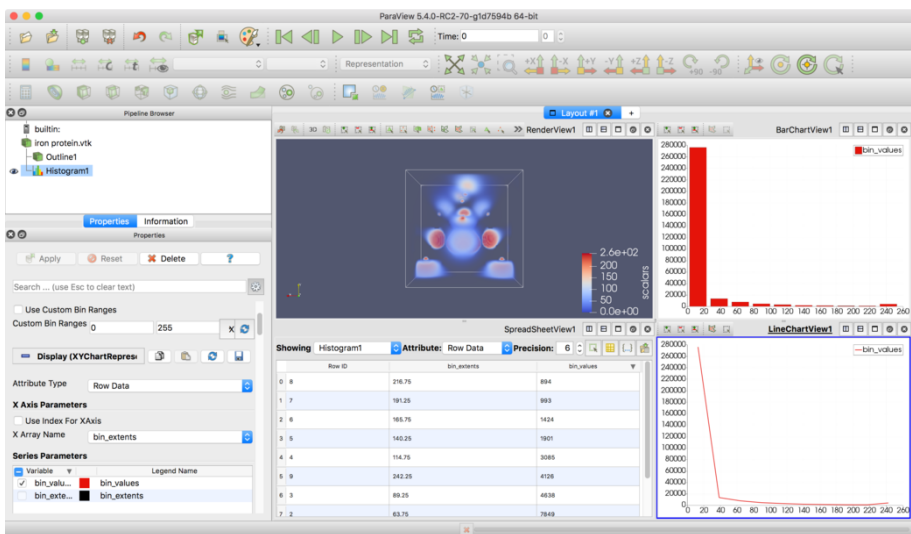 ParaView 5.4.0-RC2-70-g1d7594b 64-bit
Time: 0 0
Representation
+X -X +Y -Y +Z -Z +90 -90
Pipeline Browser
builtin:
iron protein.vtk
Outline1
Histogram1
Properties Information
Properties
Apply Reset Delete ?
Search ... (use Esc to clear text)
Use Custom Bin Ranges
Custom Bin Ranges 0 255
Display (XYChartRepres
Attribute Type Row Data
X Axis Parameters
Use Index For XAxis
X Array Name bin_extents
Series Parameters
Variable Legend Name
bin_valu... bin_values
bin_exte... bin_extents
Layout #1 +
3D RenderView1
2.6e+02
200
150
100
50
0.0e+00
scalars
BarChartView1
bin_values
280000
260000
240000
220000
200000
180000
160000
140000
120000
100000
80000
60000
40000
20000
0
0 20 40 60 80 100 120 140 160 180 200 220 240 260
SpreadSheetView1
Showing Histogram1 Attribute: Row Data Precision: 6
Row ID bin_extents bin_values
0 8 216.75 894
1 7 191.25 993
2 6 165.75 1424
3 5 140.25 1901
4 4 114.75 3085
5 9 242.25 4126
6 3 89.25 4638
7 2 63.75 7849
LineChartView1
bin_values
280000
260000
240000
220000
200000
180000
160000
140000
120000
100000
80000
60000
40000
20000
0
0 20 40 60 80 100 120 140 160 180 200 220 240 260